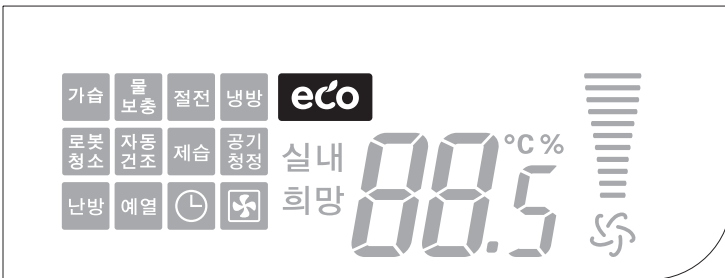 가습 물보충 절전 냉방 eco
로봇청소 자동건조 제습 공기청정
난방 예열
실내
희망
88.5 °C %